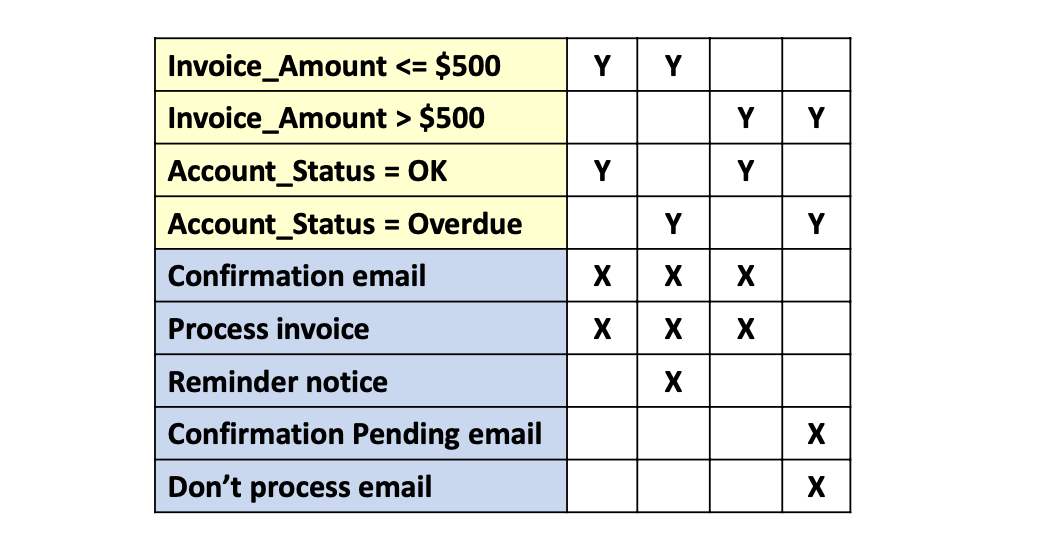 Invoice_Amount <= $500 Y Y
Invoice_Amount > $500 Y Y
Account_Status = OK Y Y
Account_Status = Overdue Y Y
Confirmation email X X X
Process invoice X X X
Reminder notice X
Confirmation Pending email X
Don’t process email X